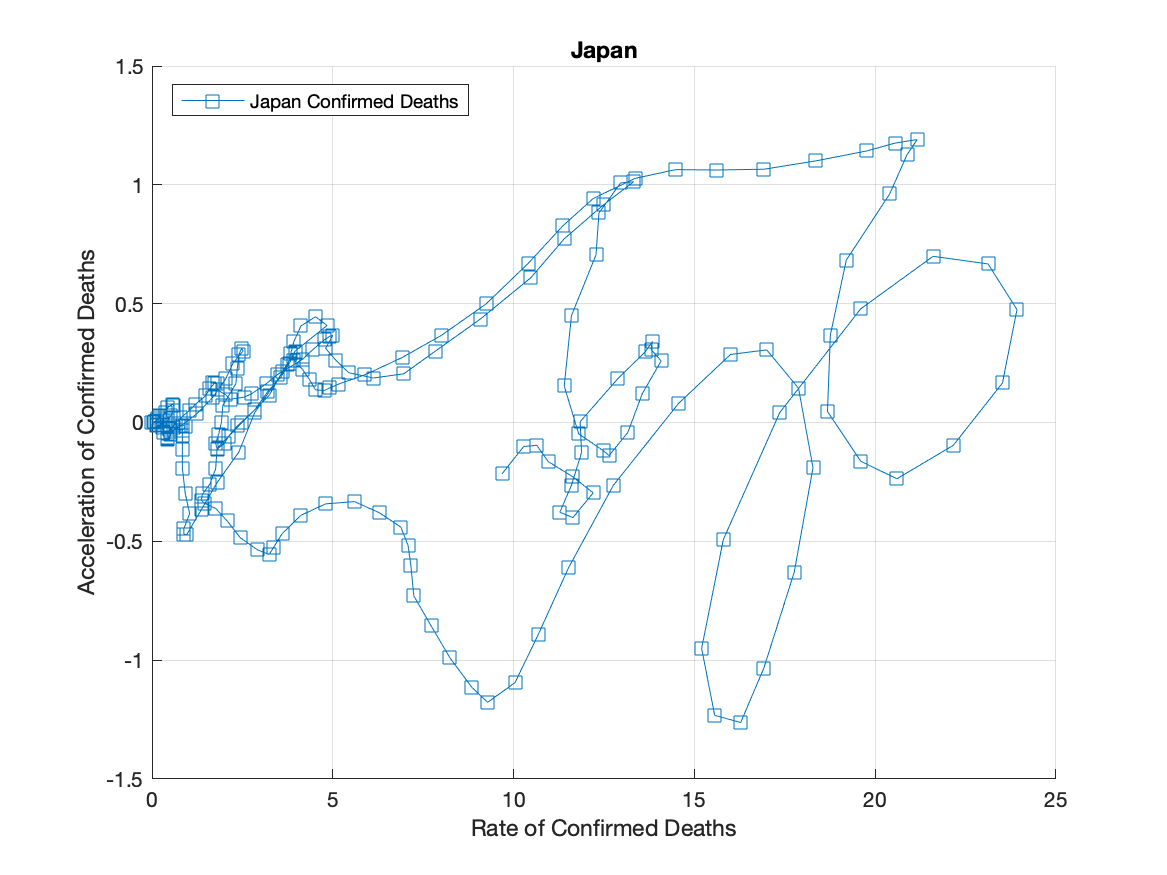 Japan
1.5
Japan Confirmed Deaths
1
0.5
0
-0.5
-1
-1.5
Acceleration of Confirmed Deaths
0 5 10 15 20 25
Rate of Confirmed Deaths